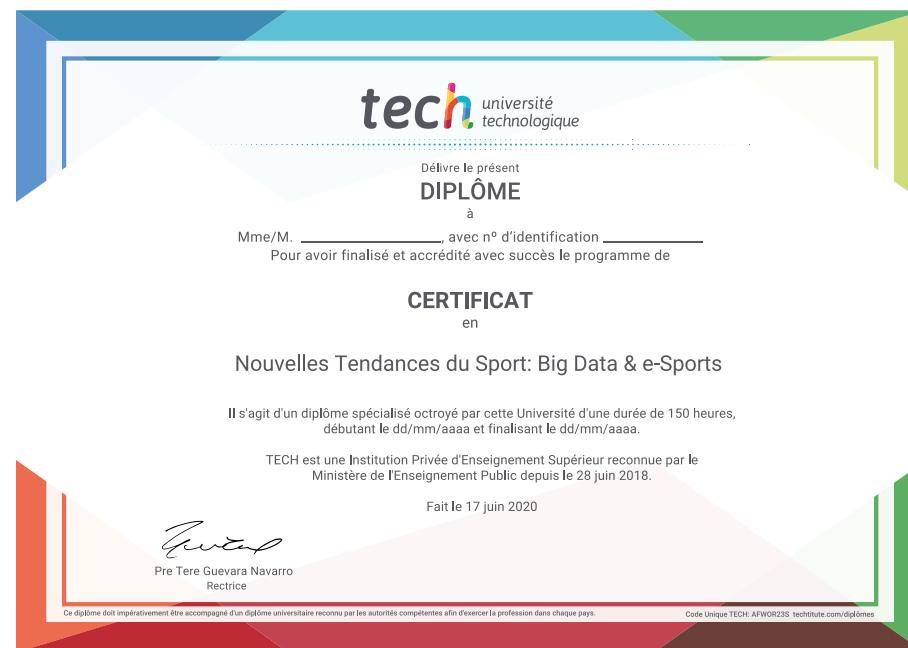 tech université
technologique
Délivre le présent
DIPLÔME
à
Mme/M. ____________________, avec nº d'identification ______________
Pour avoir finalisé et accrédité avec succès le programme de
CERTIFICAT
en
Nouvelles Tendances du Sport: Big Data & e-Sports
Il s'agit d'un diplôme spécialisé octroyé par cette Université d'une durée de 150 heures,
débutant le dd/mm/aaaa et finalisant le dd/mm/aaaa.
TECH est une Institution Privée d'Enseignement Supérieur reconnue par le
Ministère de l'Enseignement Public depuis le 28 juin 2018.
Fait le 17 juin 2020
Pre Tere Guevara Navarro
Rectrice
Ce diplôme doit impérativement être accompagné d'un diplôme universitaire reconnu par les autorités compétentes afin d'exercer la profession dans chaque pays.
Code Unique TECH: AFWOR23S techtitute.com/diplômes